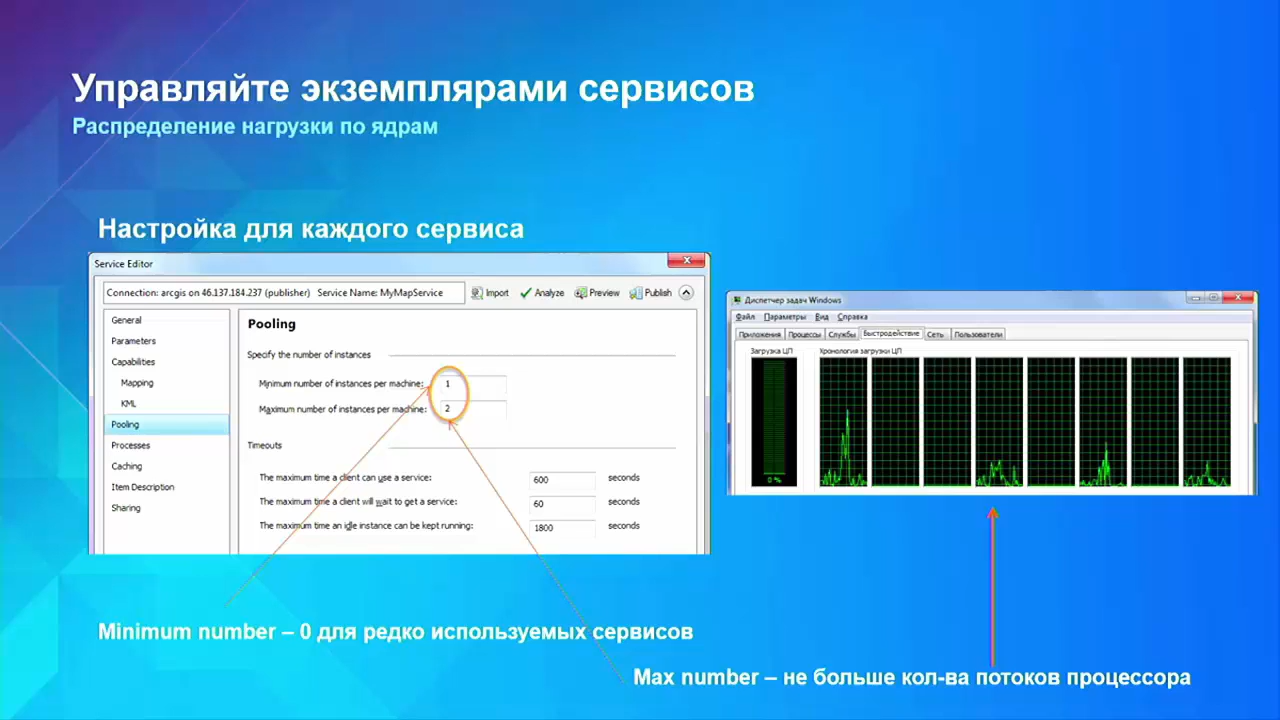 Управляйте экземплярами сервисов
Распределение нагрузки по ядрам
Настройка для каждого сервиса
Service Editor
Connection: arcgis on 46.137.184.237 (publisher) Service Name: MyMapService
Import Analyze Preview Publish
General
Parameters
Capabilities
Mapping
KML
Pooling
Processes
Caching
Item Description
Sharing
Pooling
Specify the number of instances
Minimum number of instances per machine: 1
Maximum number of instances per machine: 2
Timeouts
The maximum time a client can use a service: 600 seconds
The maximum time a client will wait to get a service: 60 seconds
The maximum time an idle instance can be kept running: 1800 seconds
Диспетчер задач Windows
Файл Параметры Вид Справка
Приложения Процессы Службы Быстродействие Сеть Пользователи
Загрузка ЦП Хронология загрузки ЦП
0 %
Minimum number – 0 для редко используемых сервисов
Max number – не больше кол-ва потоков процессора